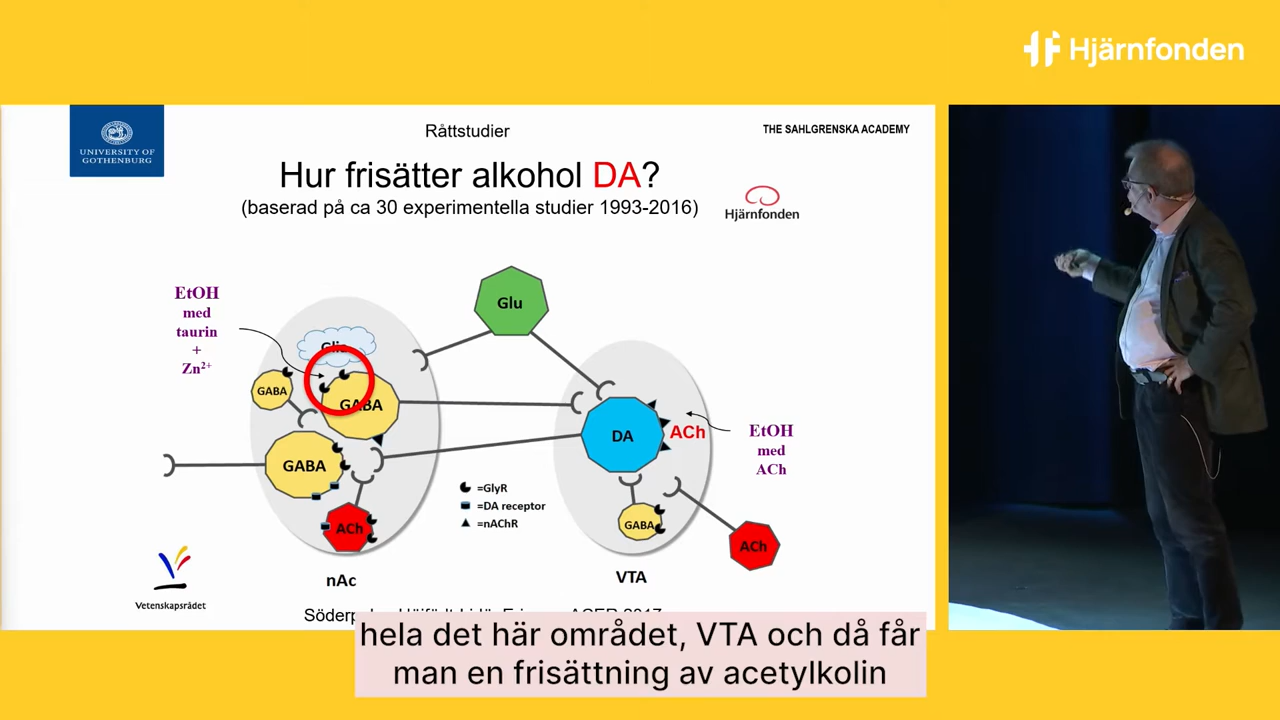 Hjärnfonden
UNIVERSITY OF
GOTHENBURG
Råttstudier
THE SAHLGRENSKA ACADEMY
Hur frisätter alkohol DA?
(baserad på ca 30 experimentella studier 1993-2016)
Hjärnfonden
EtOH
med
taurin
+
Zn²⁺
Glia
GABA
GABA
GABA
ACh
nAc
Glu
=GlyR
=DA receptor
=nAChR
DA
ACh
GABA
VTA
EtOH
med
ACh
ACh
Vetenskapsrådet
hela det här området, VTA och då får
man en frisättning av acetylkolin